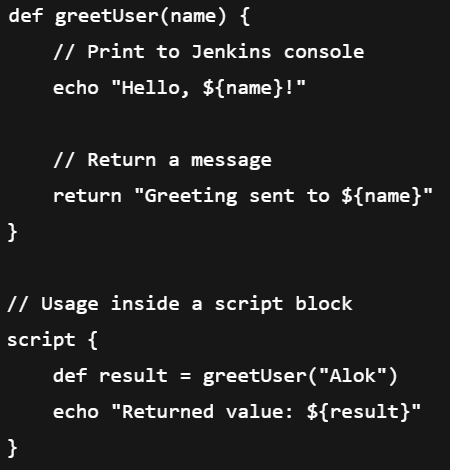 def greetUser(name) {
    // Print to Jenkins console
    echo "Hello, ${name}!"

    // Return a message
    return "Greeting sent to ${name}"
}

// Usage inside a script block
script {
    def result = greetUser("Alok")
    echo "Returned value: ${result}"
}